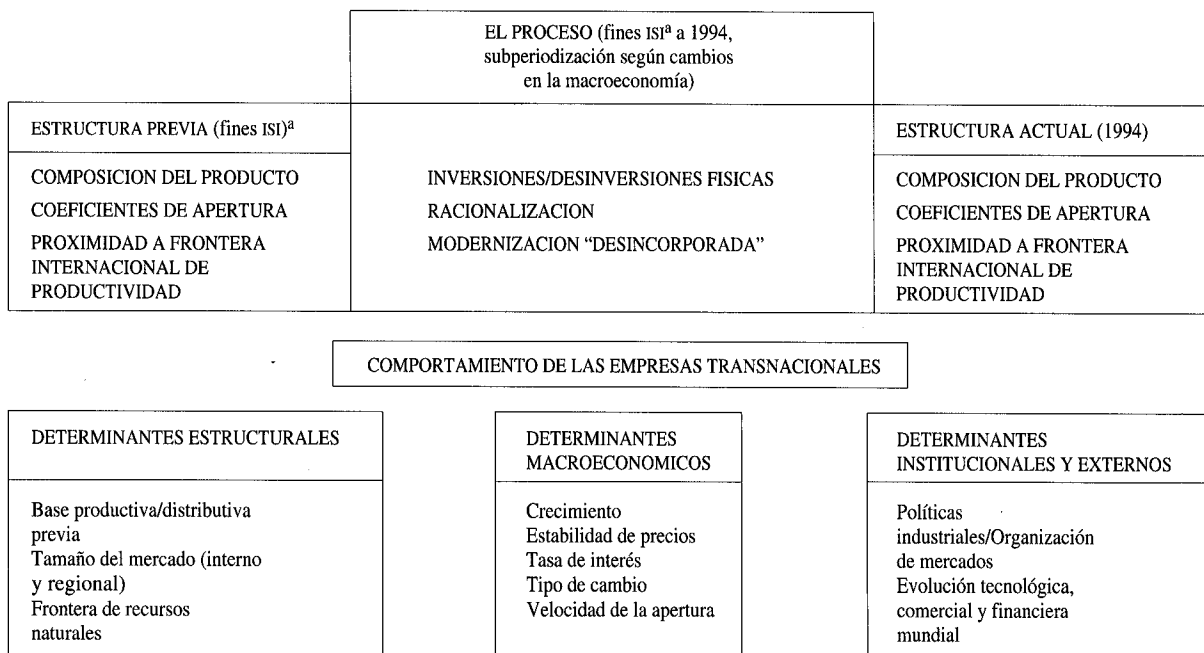 EL PROCESO (fines ISIª a 1994,
subperiodización según cambios
en la macroeconomía)
ESTRUCTURA PREVIA (fines ISI)ª
COMPOSICION DEL PRODUCTO
COEFICIENTES DE APERTURA
PROXIMIDAD A FRONTERA
INTERNACIONAL DE
PRODUCTIVIDAD
INVERSIONES/DESINVERSIONES FISICAS
RACIONALIZACION
MODERNIZACION “DESINCORPORADA”
ESTRUCTURA ACTUAL (1994)
COMPOSICION DEL PRODUCTO
COEFICIENTES DE APERTURA
PROXIMIDAD A FRONTERA
INTERNACIONAL DE
PRODUCTIVIDAD
COMPORTAMIENTO DE LAS EMPRESAS TRANSNACIONALES
DETERMINANTES ESTRUCTURALES
Base productiva/distributiva
previa
Tamaño del mercado (interno
y regional)
Frontera de recursos
naturales
DETERMINANTES
MACROECONOMICOS
Crecimiento
Estabilidad de precios
Tasa de interés
Tipo de cambio
Velocidad de la apertura
DETERMINANTES
INSTITUCIONALES Y EXTERNOS
Políticas
industriales/Organización
de mercados
Evolución tecnológica,
comercial y financiera
mundial